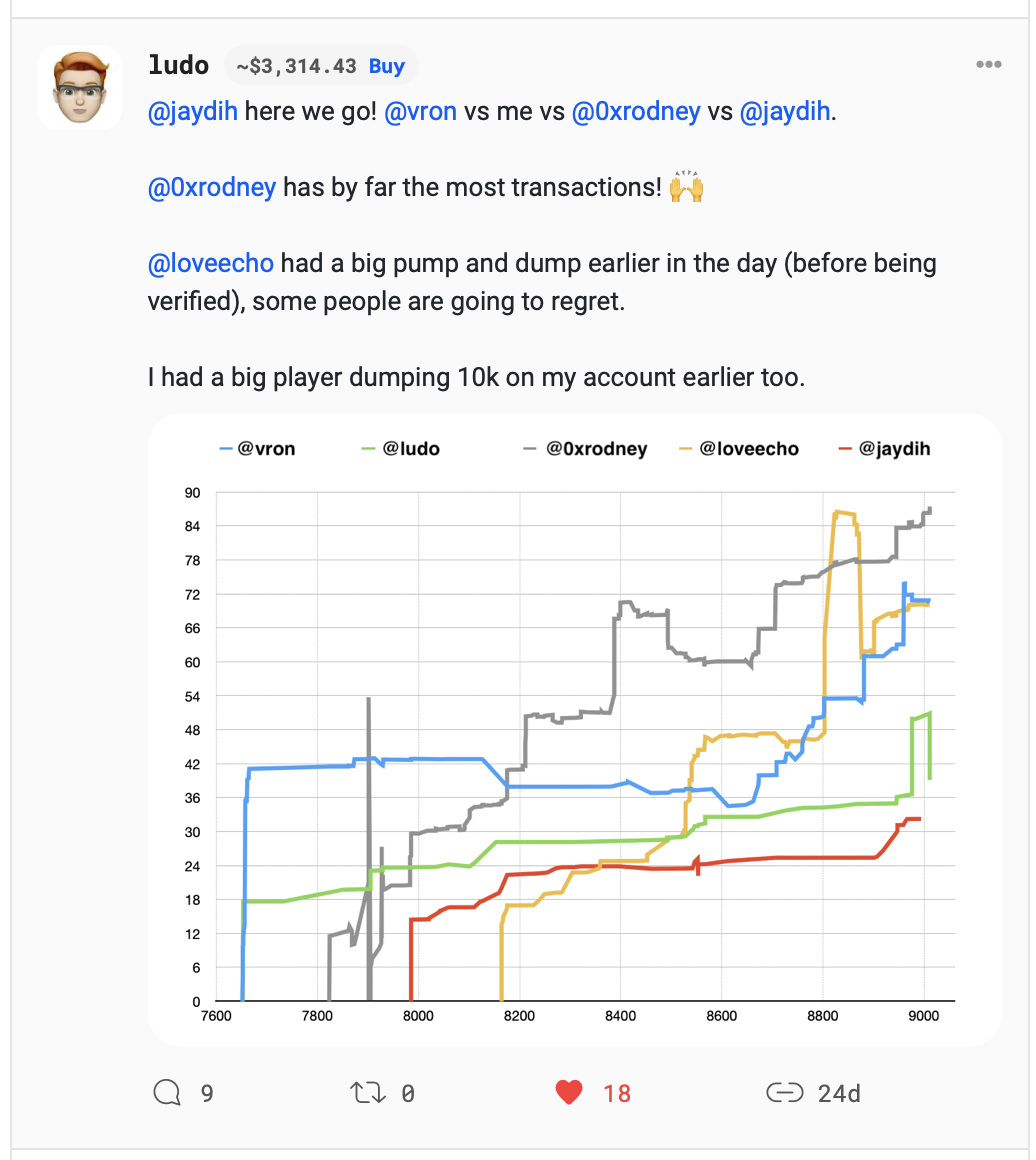 ludo ~$3,314.43 Buy
@jaydih here we go! @vron vs me vs @0xrodney vs @jaydih.
@0xrodney has by far the most transactions! 🙌
@loveecho had a big pump and dump earlier in the day (before being
verified), some people are going to regret.
I had a big player dumping 10k on my account earlier too.
@vron @ludo @0xrodney @loveecho @jaydih
90
84
78
72
66
60
54
48
42
36
30
24
18
12
6
0
7600 7800 8000 8200 8400 8600 8800 9000
9 0 18 24d